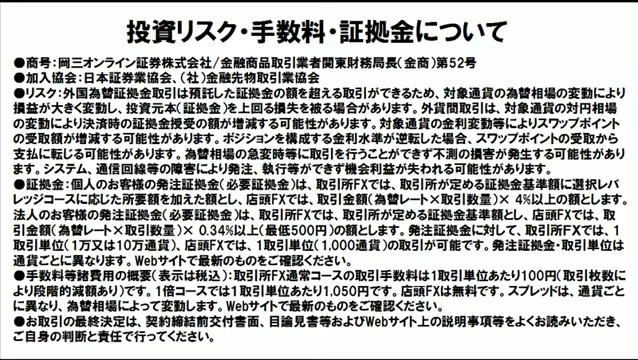 投資リスク・手数料・証拠金について
●商号:岡三オンライン証券株式会社/金融商品取引業者関東財務局長(金商)第52号
●加入協会:日本証券業協会、(社)金融先物取引業協会
●リスク:外国為替証拠金取引は預託した証拠金の額を超える取引ができるため、対象通貨の為替相場の変動により
損益が大きく変動し、投資元本(証拠金)を上回る損失を被る場合があります。外貨間取引は、対象通貨の対円相場
の変動により決済時の証拠金授受の額が増減する可能性があります。対象通貨の金利変動等によりスワップポイント
の受取額が増減する可能性があります。ポジションを構成する金利水準が逆転した場合、スワップポイントの受取から
支払に転じる可能性があります。為替相場の急変時等に取引を行うことができず不測の損害が発生する可能性があり
ます。システム、通信回線等の障害により発注、執行等ができず機会利益が失われる可能性があります。
●証拠金:個人のお客様の発注証拠金(必要証拠金)は、取引所FXでは、取引所が定める証拠金基準額に選択レバ
レッジコースに応じた所要額を加えた額とし、店頭FXでは、取引金額(為替レート×取引数量)× 4%以上の額とします。
法人のお客様の発注証拠金(必要証拠金)は、取引所FXでは、取引所が定める証拠金基準額とし、店頭FXでは、取
引金額(為替レート×取引数量)× 0.34%以上(最低500円)の額とします。発注証拠金に対して、取引所FXでは、1
取引単位(1万又は10万通貨)、店頭FXでは、1取引単位(1,000通貨)の取引が可能です。発注証拠金・取引単位は
通貨ごとに異なります。Webサイトで最新のものをご確認ください。
●手数料等諸費用の概要(表示は税込):取引所FX通常コースの取引手数料は1取引単位あたり100円(取引枚数に
より段階的減額あり)です。1倍コースでは1取引単位あたり1,050円です。店頭FXは無料です。スプレッドは、通貨ごと
に異なり、為替相場によって変動します。Webサイトで最新のものをご確認ください。
●お取引の最終決定は、契約締結前交付書面、目論見書等およびWebサイト上の説明事項等をよくお読みいただき、
ご自身の判断と責任で行ってください。